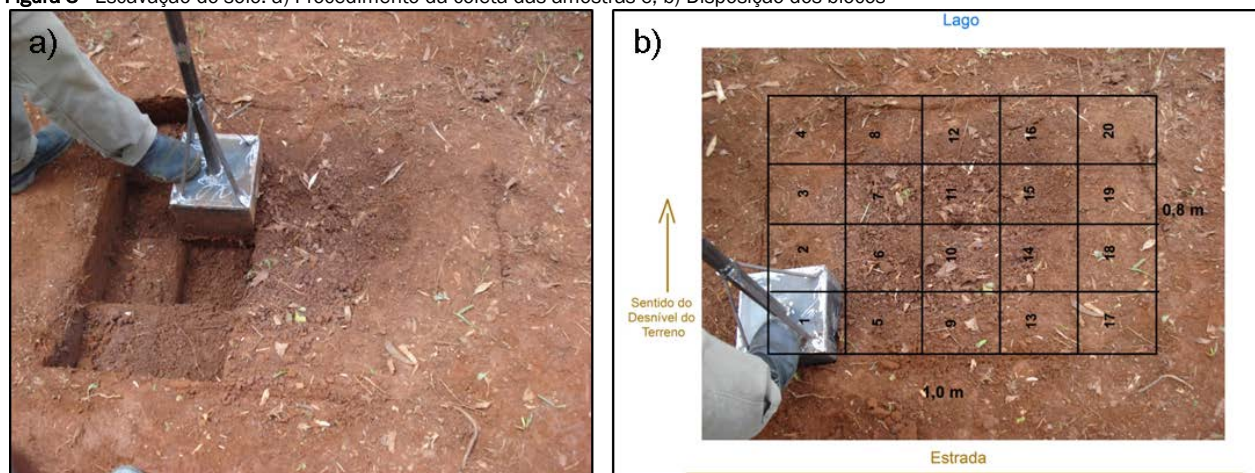 Figura 3 - Escavação do solo: a) Procedimento da coleta das amostras e; b) Disposição dos blocos
a)
b)
Lago
4 8 12 16 20
3 7 11 15 19
0,8 m
2 6 10 14 18
Sentido do
Desnível do
Terreno
1 5 9 13 17
1,0 m
Estrada